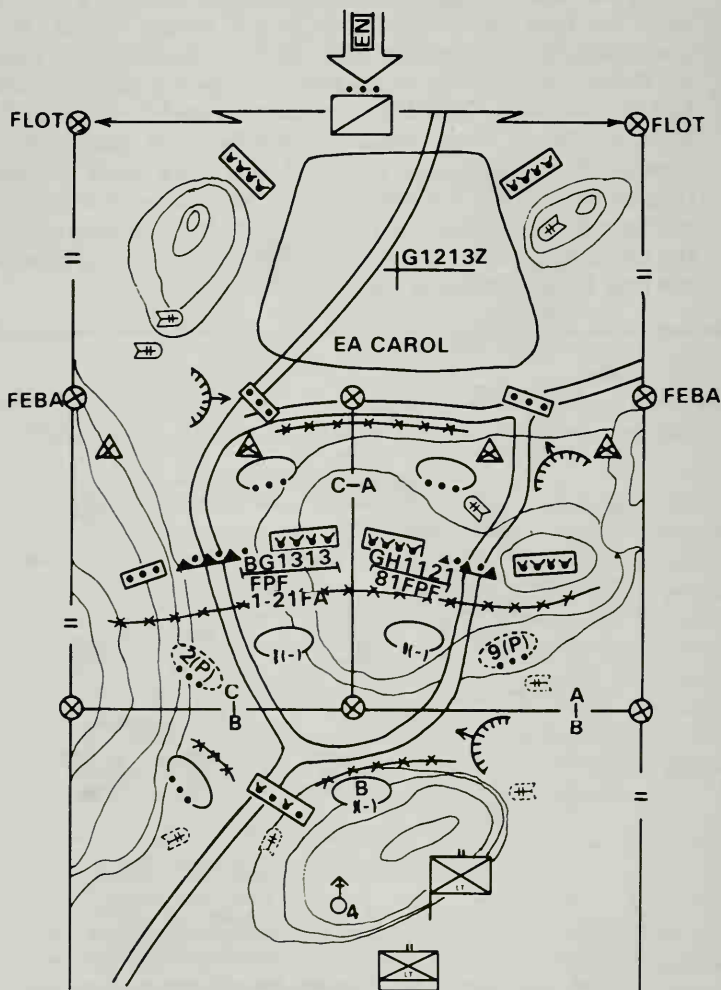 EN
FLOT
FLOT
G1213Z
EA CAROL
FEBA
FEBA
C-A
BG1313
FPF
1-21FA
GH1121
81FPF
2(P)
9(P)
C
B
A
B
B
(-)
(-)
(-)
4
LT
LT